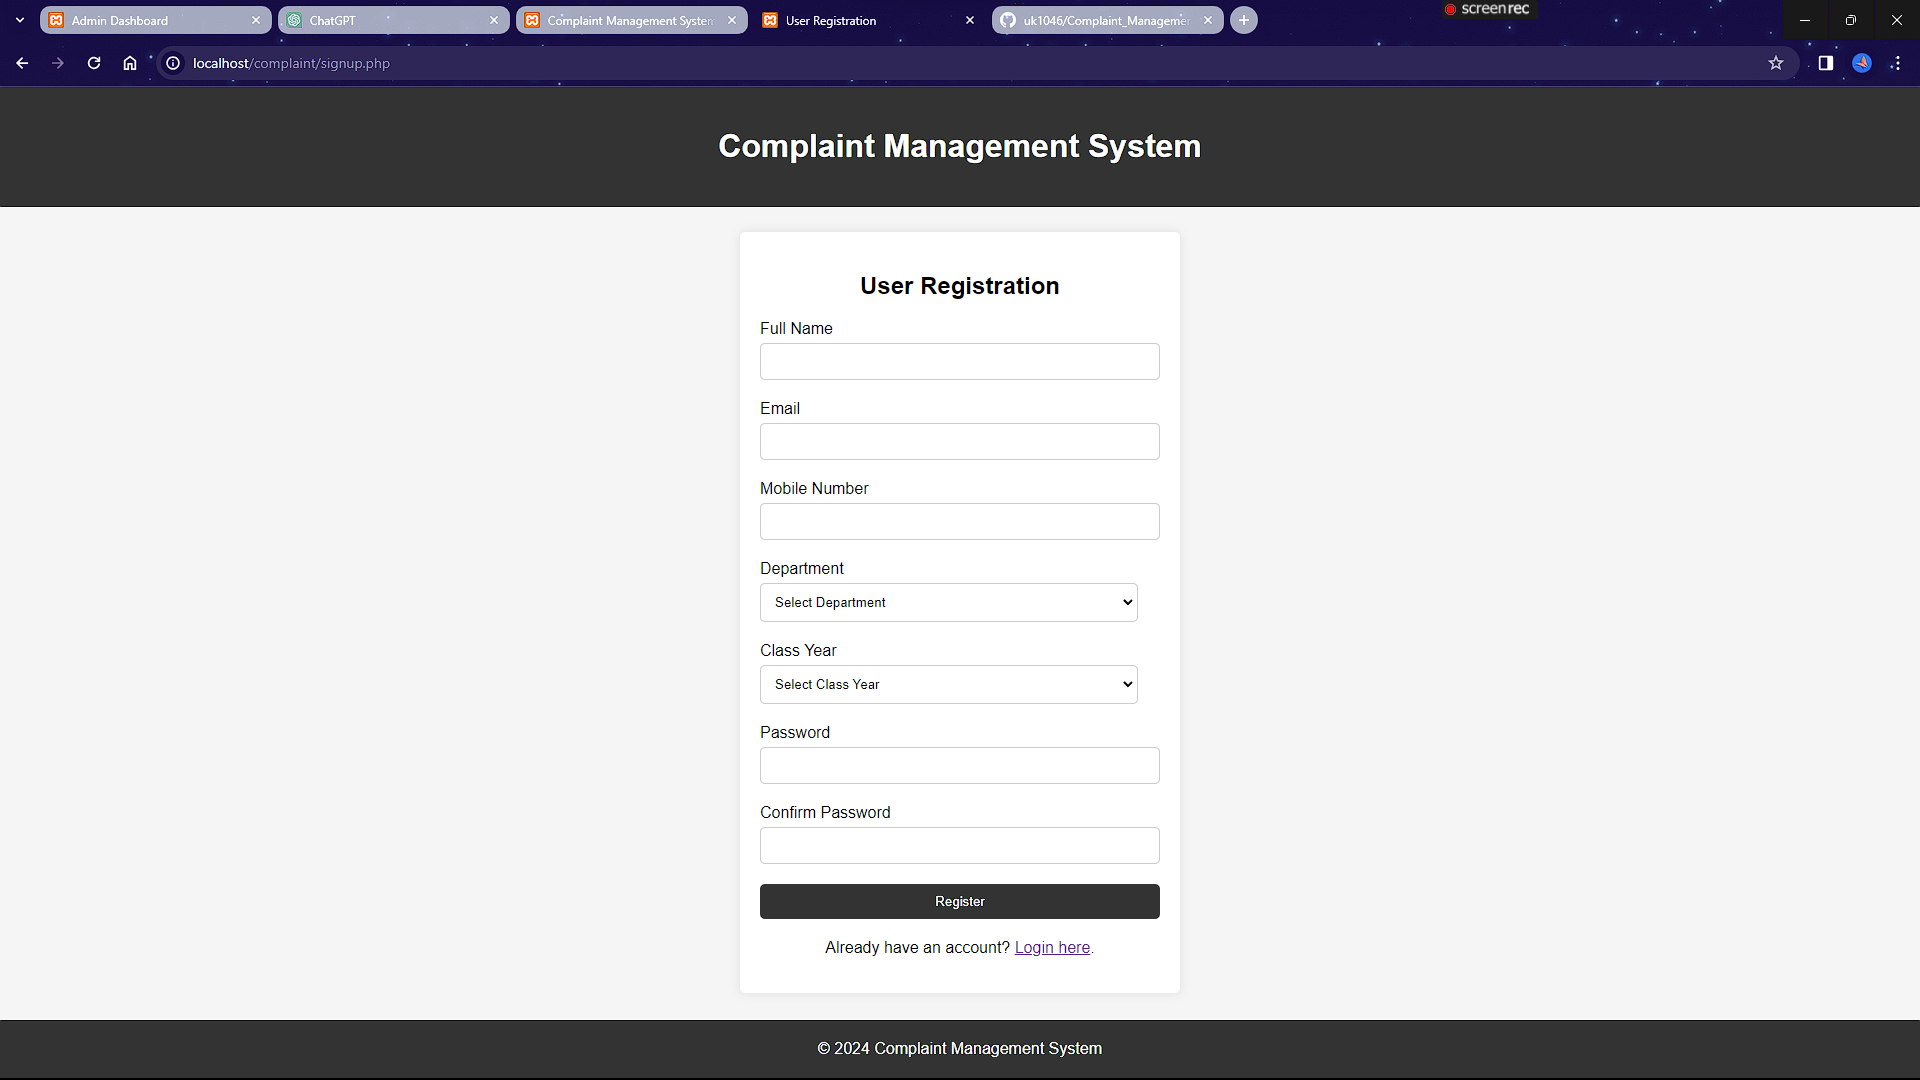 Admin Dashboard
ChatGPT
Complaint Management System
User Registration
uk1046/Complaint_Manageme
screenrec
localhost/complaint/signup.php
Complaint Management System
User Registration
Full Name
Email
Mobile Number
Department
Select Department
Class Year
Select Class Year
Password
Confirm Password
Register
Already have an account? Login here.
© 2024 Complaint Management System